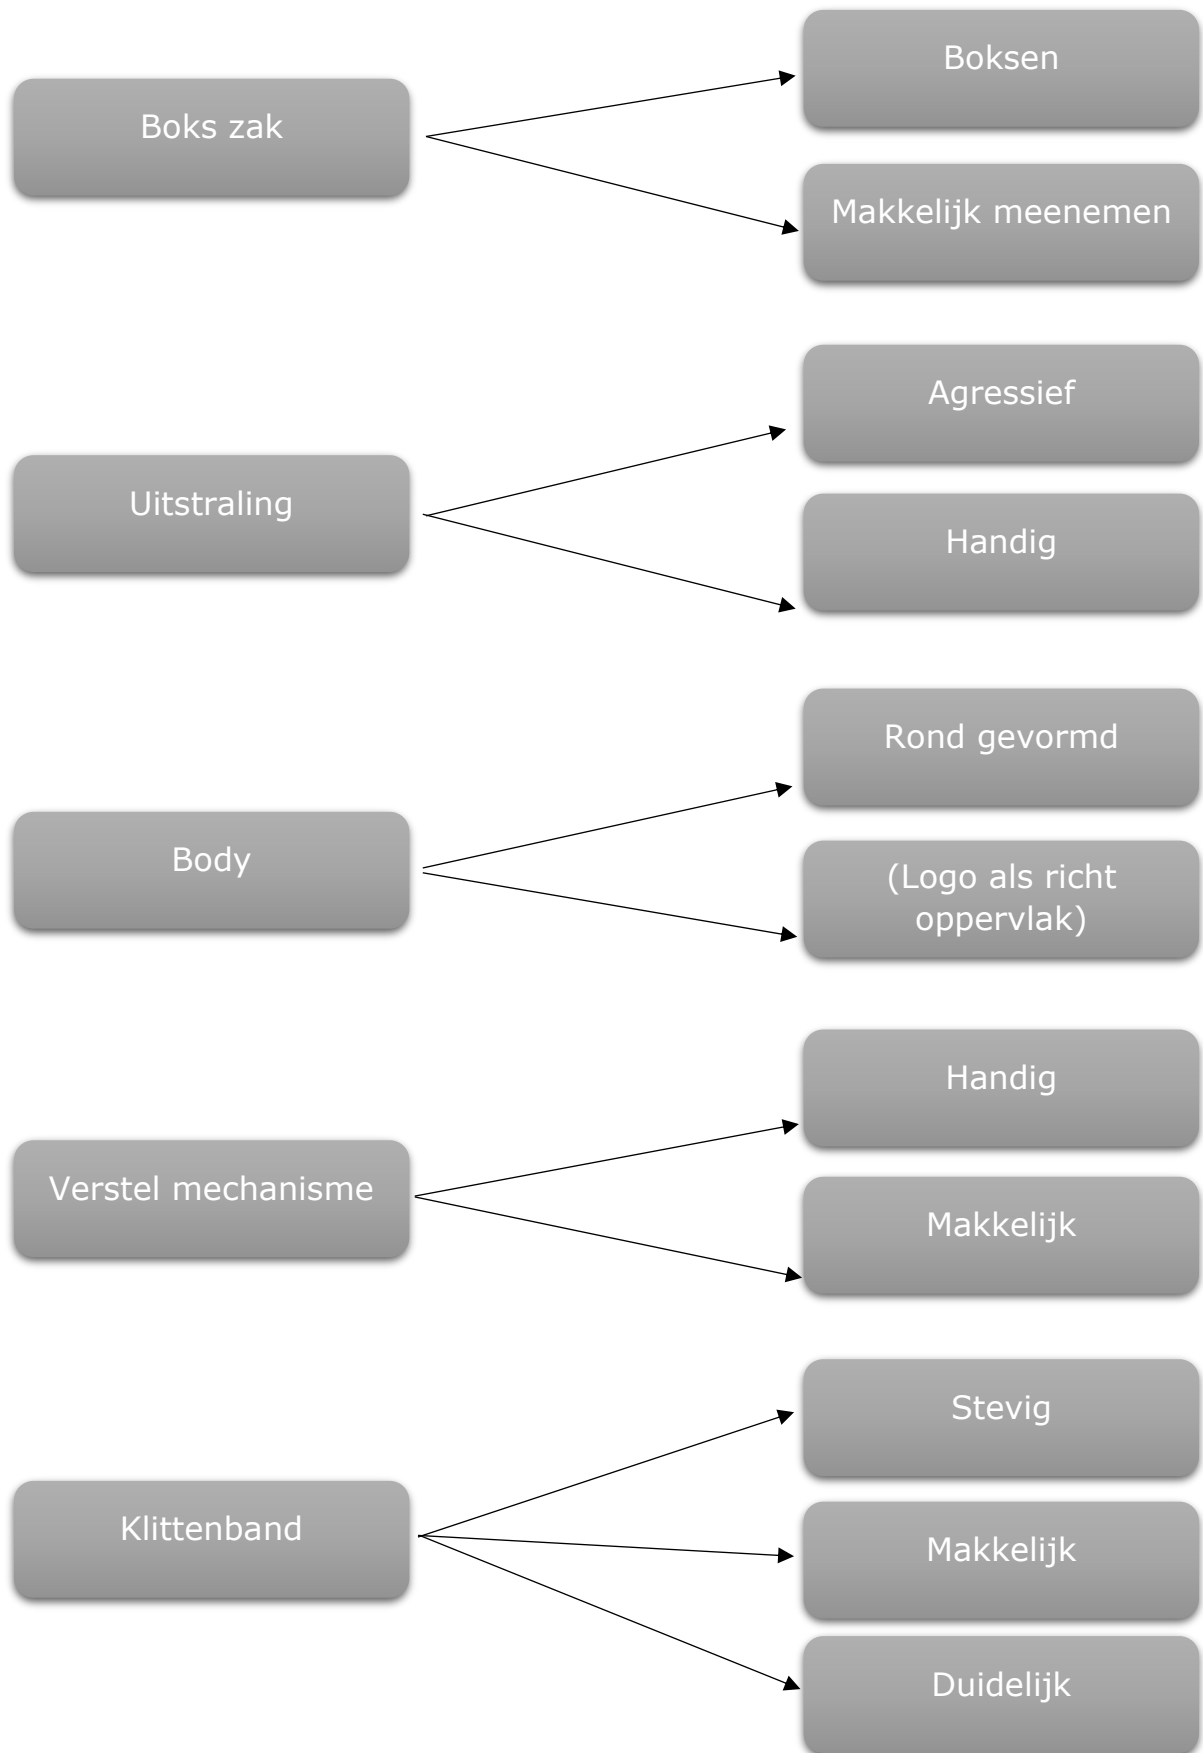 Boks zak
Boksen
Makkelijk meenemen
Uitstraling
Agressief
Handig
Body
Rond gevormd
(Logo als richt
oppervlak)
Verstel mechanisme
Handig
Makkelijk
Klittenband
Stevig
Makkelijk
Duidelijk